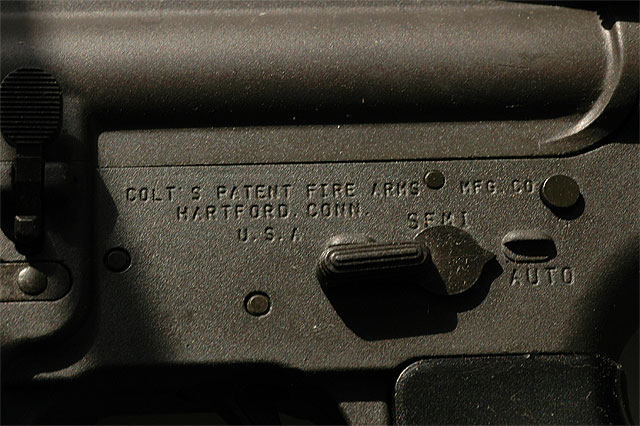 COLT'S PATENT FIRE ARMS MFG. CO.
HARTFORD. CONN.
U.S.A
SEMI
AUTO